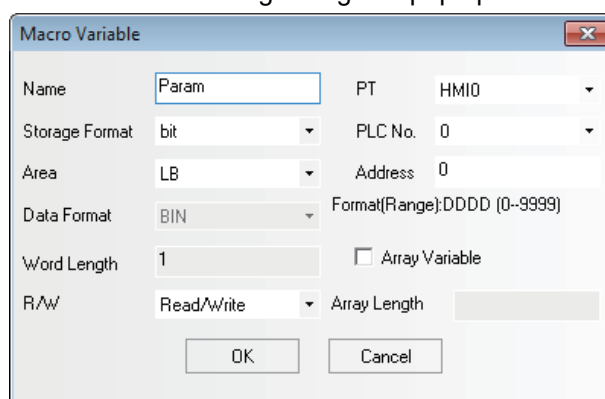 Macro Variable
Name Param PT HMI0
Storage Format bit PLC No. 0
Area LB Address 0
Data Format BIN Format(Range):DDDD (0--9999)
Word Length 1 Array Variable
R/W Read/Write Array Length
OK Cancel